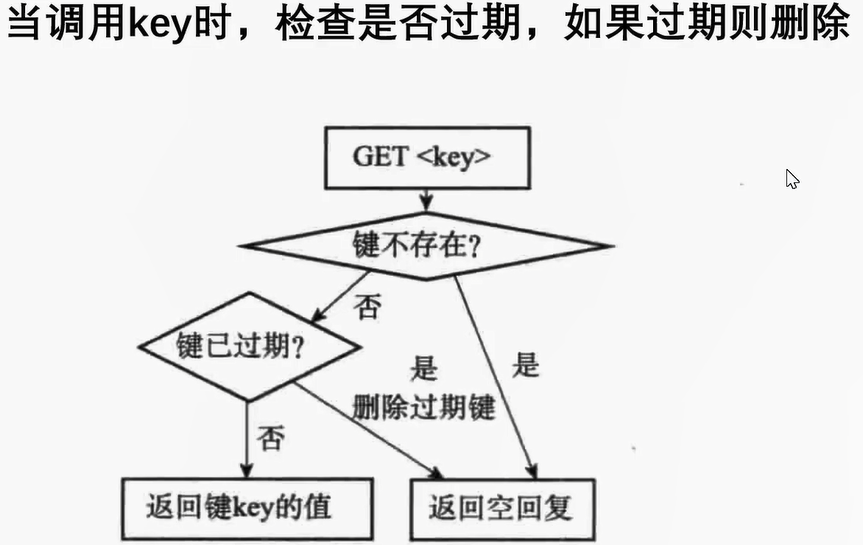 当调用key时，检查是否过期，如果过期则删除
GET <key>
键不存在?
否
键已过期?
是
是
删除过期键
否
返回键key的值
返回空回复